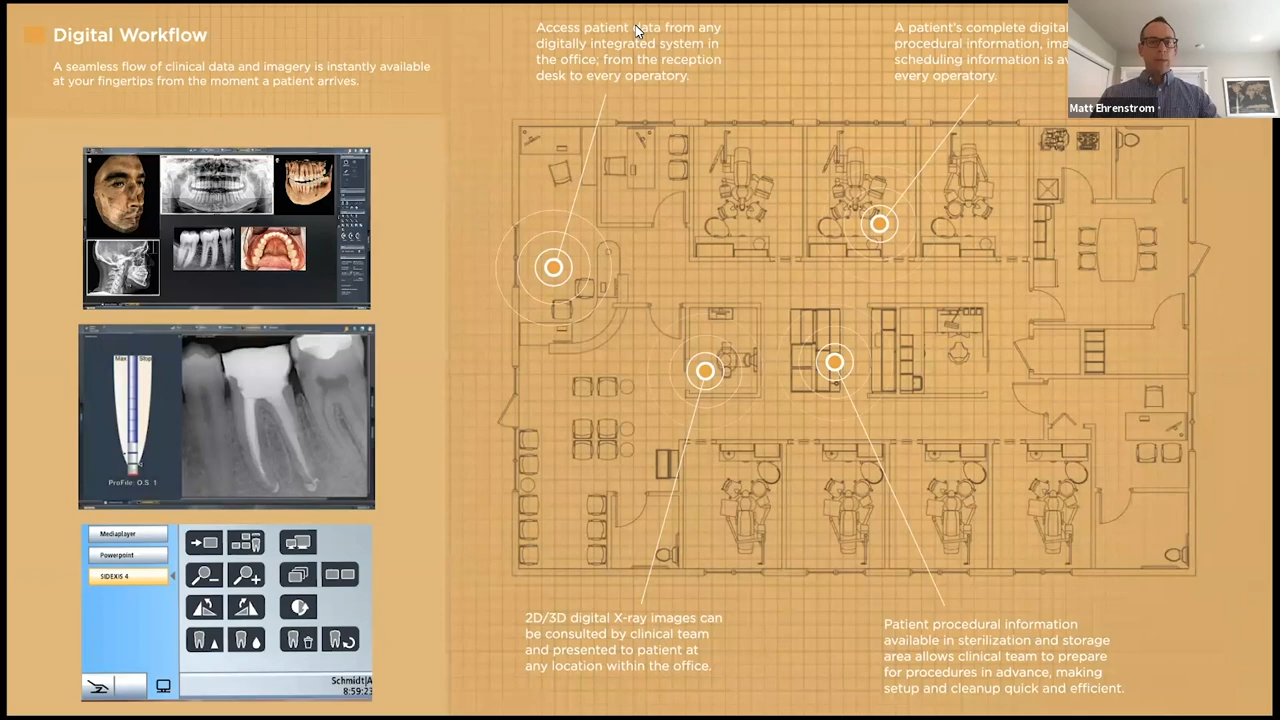 Digital Workflow
A seamless flow of clinical data and imagery is instantly available
at your fingertips from the moment a patient arrives.
Access patient data from any
digitally integrated system in
the office; from the reception
desk to every operatory.
A patient's complete digital
procedural information,
scheduling information is
every operatory.
Matt Ehrenstrom
Max
Stop
ProFile: O.S. 1
Mediaplayer
Powerpoint
SIDEXIS 4
Schmidt|A
8:59:23
2D/3D digital X-ray images can
be consulted by clinical team
and presented to patient at
any location within the office.
Patient procedural information
available in sterilization and storage
area allows clinical team to prepare
for procedures in advance, making
setup and cleanup quick and efficient.